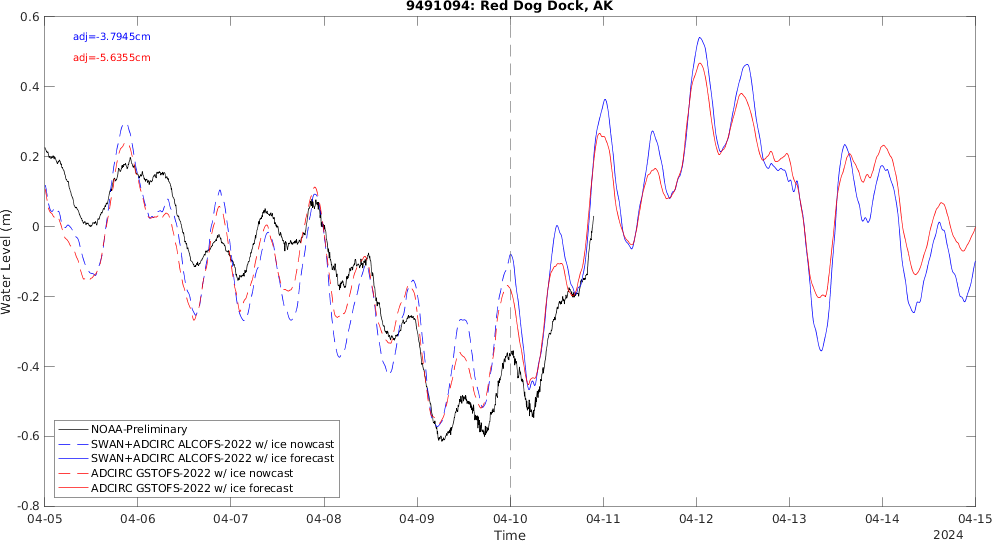 9491094: Red Dog Dock, AK
adj=-3.7945cm
adj=-5.6355cm
Water Level (m)
0.6
0.4
0.2
0
-0.2
-0.4
-0.6
-0.8
NOAA-Preliminary
SWAN+ADCIRC ALCOFS-2022 w/ ice nowcast
SWAN+ADCIRC ALCOFS-2022 w/ ice forecast
ADCIRC GSTOFS-2022 w/ ice nowcast
ADCIRC GSTOFS-2022 w/ ice forecast
04-05 04-06 04-07 04-08 04-09 04-10 04-11 04-12 04-13 04-14 04-15
Time
2024